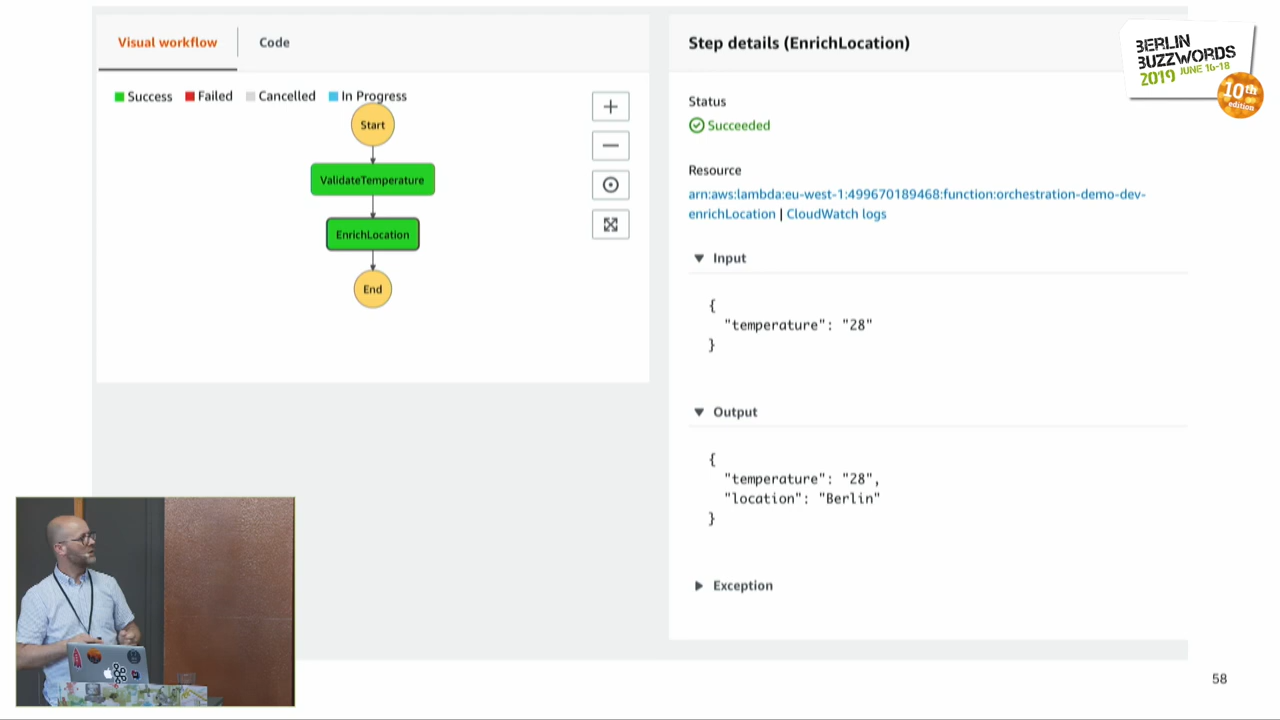 Visual workflow
Code
Success
Failed
Cancelled
In Progress
Start
ValidateTemperature
EnrichLocation
End
Step details (EnrichLocation)
Status
Succeeded
Resource
arn:aws:lambda:eu-west-1:499670189468:function:orchestration-demo-dev-
enrichLocation | CloudWatch logs
Input
{
"temperature": "28"
}
Output
{
"temperature": "28",
"location": "Berlin"
}
Exception
BERLIN
BUZZWORDS
2019 JUNE 16-18
10th
edition
58